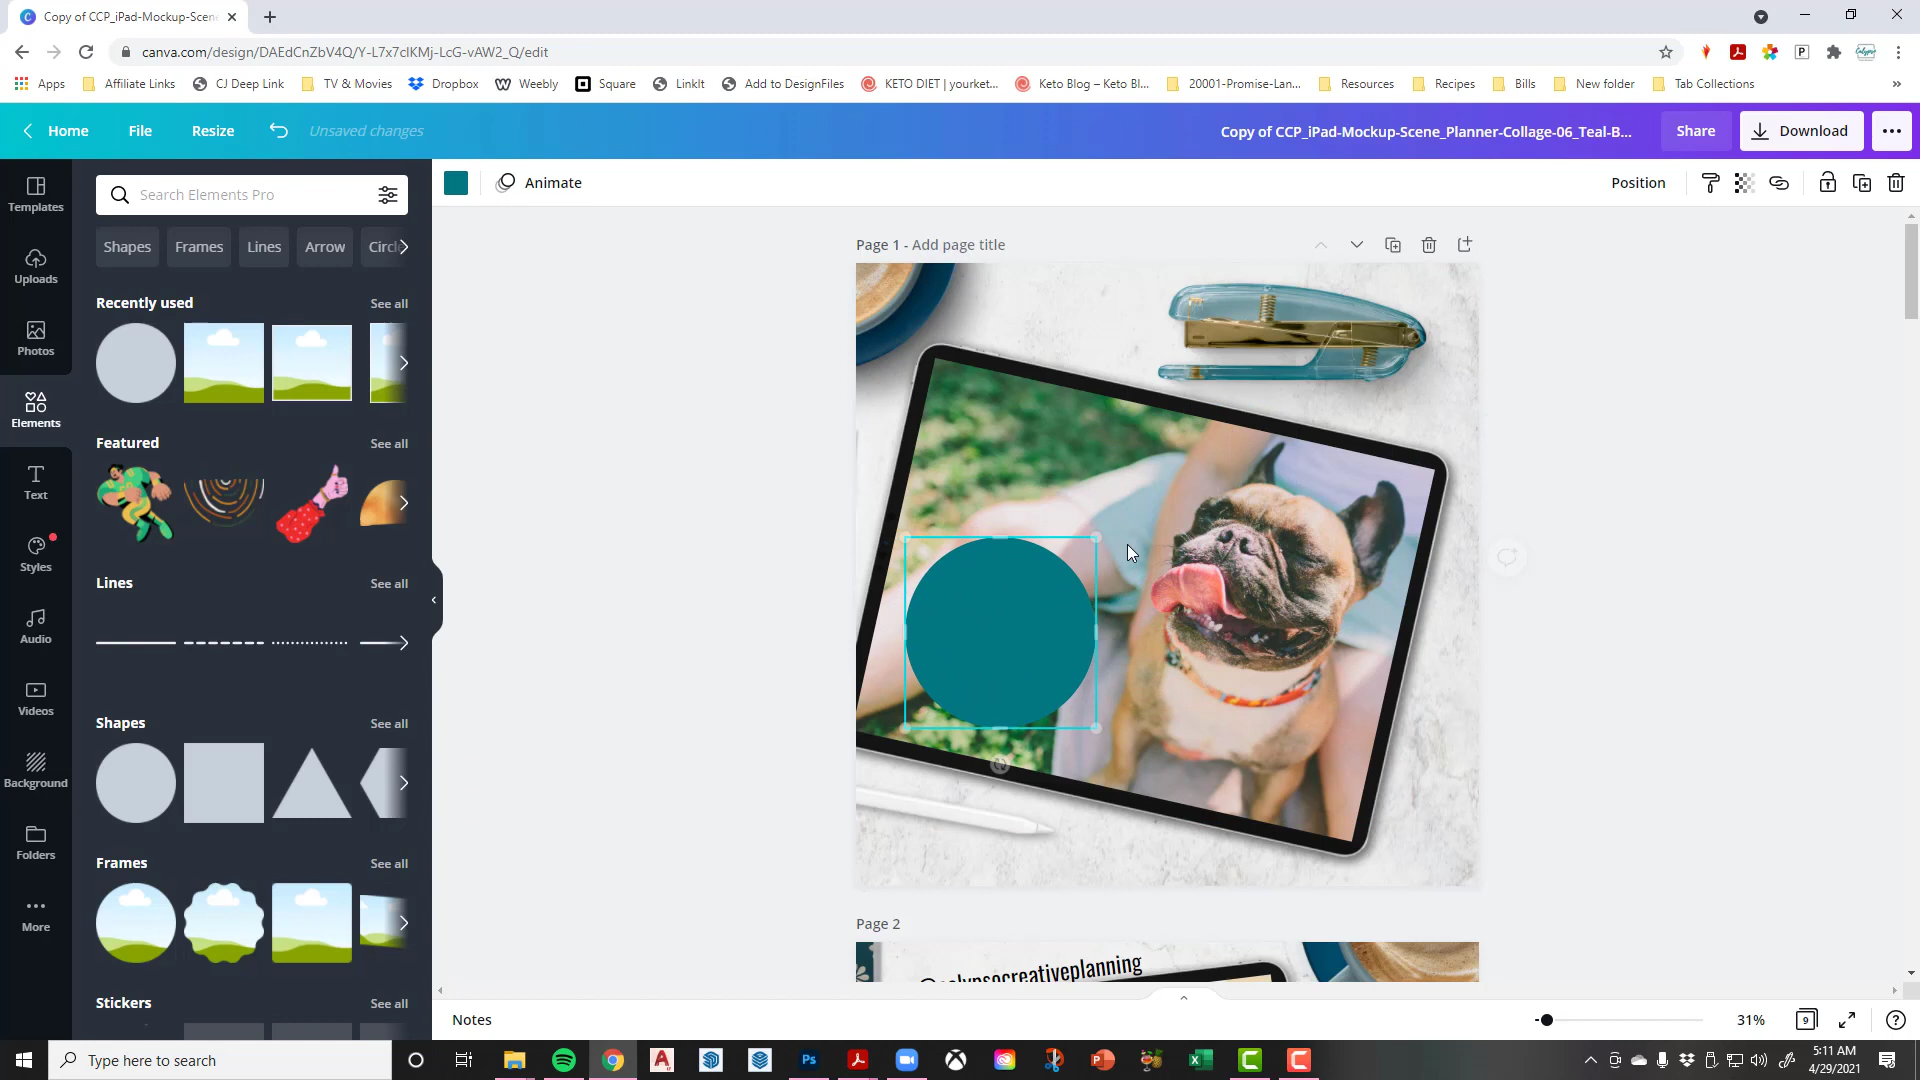 Copy of CCP_iPad-Mockup-Scene
canva.com/design/DAEdCnZbV4Q/Y-L7x7clKMj-LcG-vAW2_Q/edit
Apps Affiliate Links CJ Deep Link TV & Movies Dropbox Weebly Square LinkIt Add to DesignFiles KETO DIET | yourket... Keto Blog – Keto Bl... 20001-Promise-Lan... Resources Recipes Bills New folder Tab Collections »
Home File Resize Unsaved changes Copy of CCP_iPad-Mockup-Scene_Planner-Collage-06_Teal-B... Share Download
Templates
Search Elements Pro
Animate
Position
Shapes Frames Lines Arrow Circl
Page 1 - Add page title
Uploads
Recently used See all
Photos
Elements
Featured See all
Text
Styles
Lines See all
Audio
Videos
Shapes See all
Background
Folders
Frames See all
More
Page 2
@calypsocreativeplanning
Stickers See all
Notes
31%
9
Type here to search
Ps
5:11 AM
4/29/2021